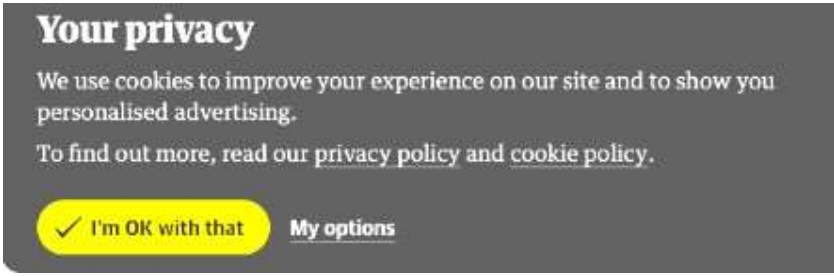 Your privacy
We use cookies to improve your experience on our site and to show you
personalised advertising.
To find out more, read our privacy policy and cookie policy.
I'm OK with that My options